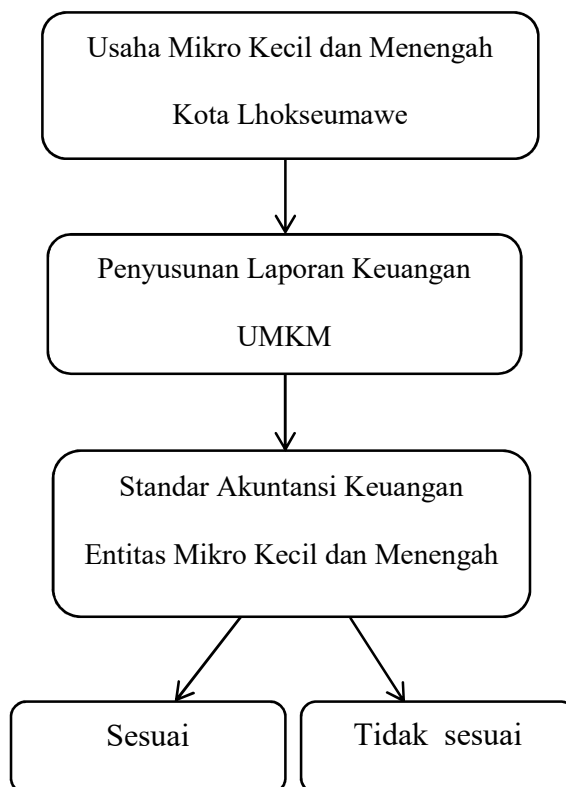 Usaha Mikro Kecil dan Menengah
Kota Lhokseumawe
Penyusunan Laporan Keuangan
UMKM
Standar Akuntansi Keuangan
Entitas Mikro Kecil dan Menengah
Sesuai
Tidak sesuai